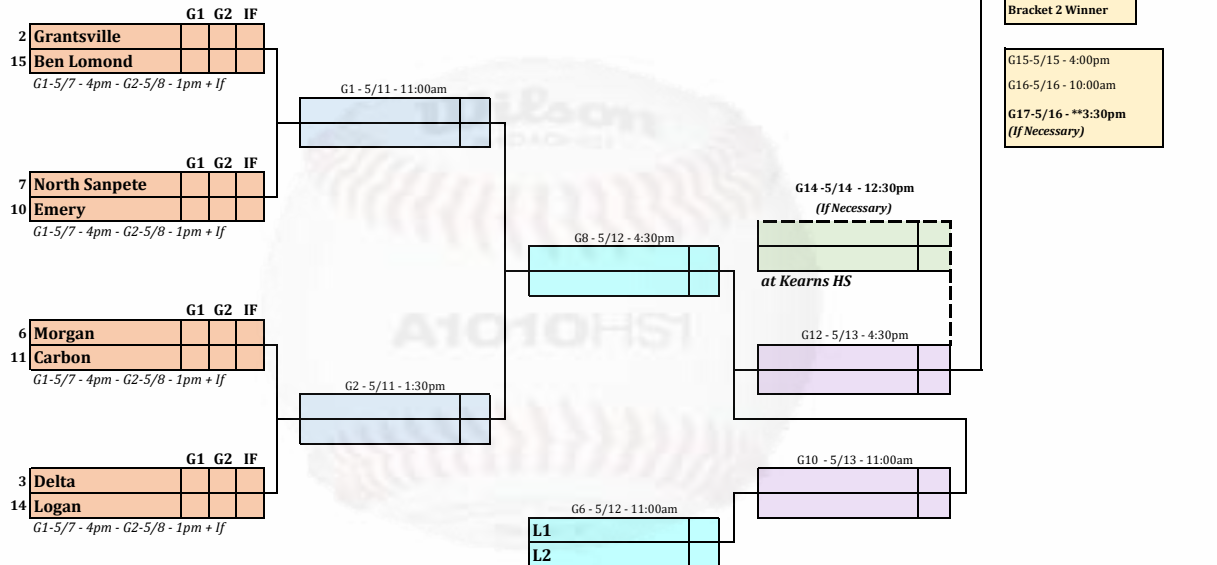 Bracket 2 Winner
G1 G2 IF
2 Grantsville
15 Ben Lomond
G1-5/7 - 4pm - G2-5/8 - 1pm + If
G15-5/15 - 4:00pm
G16-5/16 - 10:00am
G17-5/16 - **3:30pm
(If Necessary)
G1 - 5/11 - 11:00am
Wilson
G1 G2 IF
7 North Sanpete
10 Emery
G1-5/7 - 4pm - G2-5/8 - 1pm + If
G14 -5/14 - 12:30pm
(If Necessary)
at Kearns HS
G8 - 5/12 - 4:30pm
G1 G2 IF
6 Morgan
11 Carbon
G1-5/7 - 4pm - G2-5/8 - 1pm + If
A1010HS1
G12 - 5/13 - 4:30pm
G2 - 5/11 - 1:30pm
G1 G2 IF
3 Delta
14 Logan
G1-5/7 - 4pm - G2-5/8 - 1pm + If
G10 - 5/13 - 11:00am
G6 - 5/12 - 11:00am
L1
L2